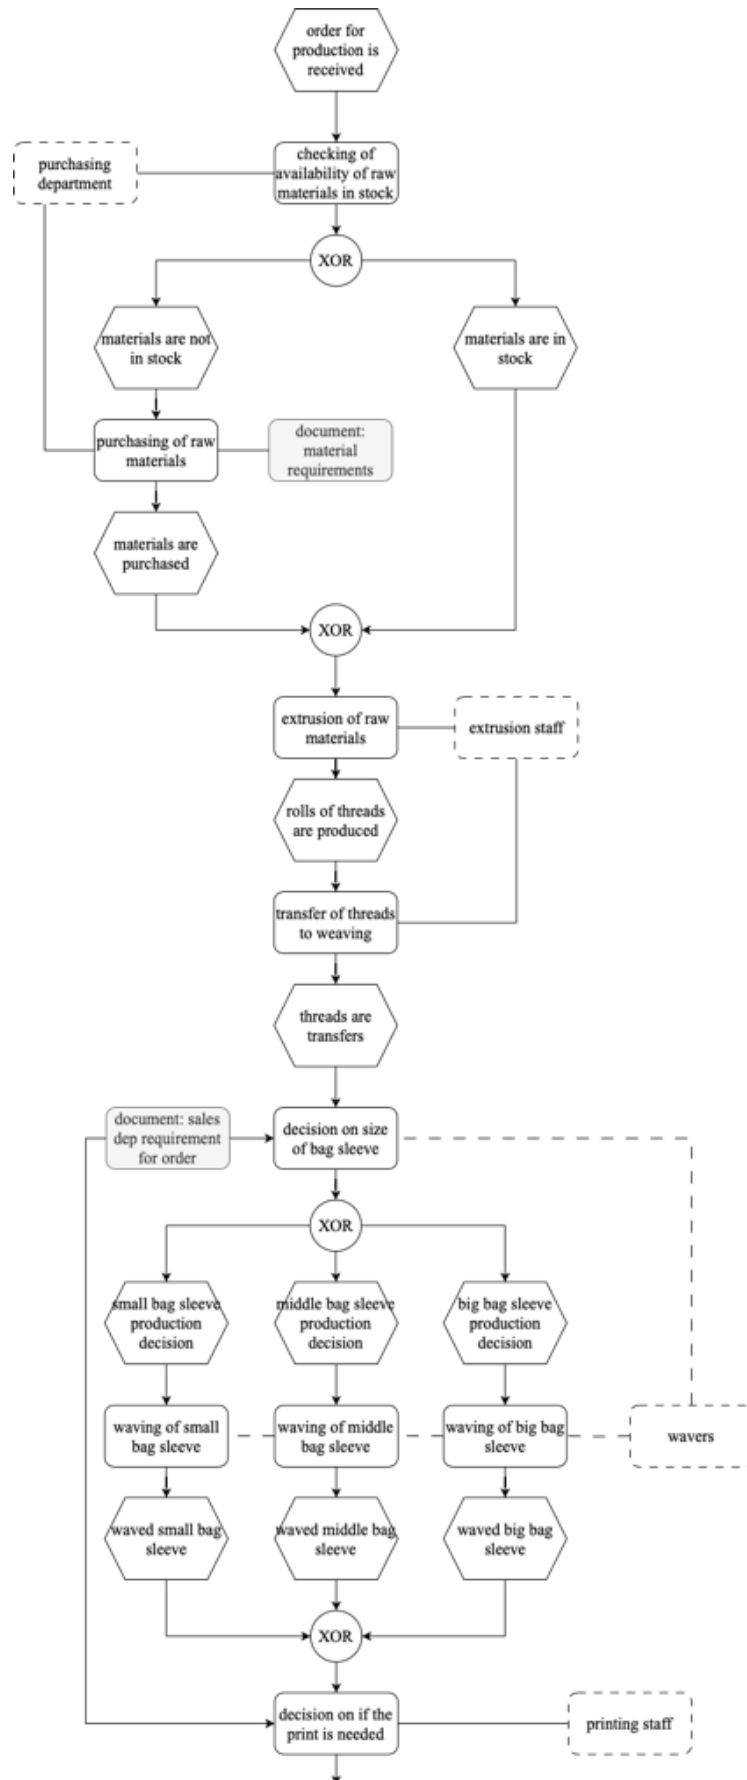 order for
production is
received
checking of
availability of raw
materials in stock
purchasing
department
XOR
materials are not
in stock
materials are in
stock
purchasing of raw
materials
document:
material
requirements
materials are
purchased
XOR
extrusion of raw
materials
extrusion staff
rolls of threads
are produced
transfer of threads
to weaving
threads are
transfers
document: sales
dep requirement
for order
decision on size
of bag sleeve
XOR
small bag sleeve
production
decision
middle bag sleeve
production
decision
big bag sleeve
production
decision
waving of small
bag sleeve
waving of middle
bag sleeve
waving of big bag
sleeve
wavers
waved small bag
sleeve
waved middle bag
sleeve
waved big bag
sleeve
XOR
decision on if the
print is needed
printing staff